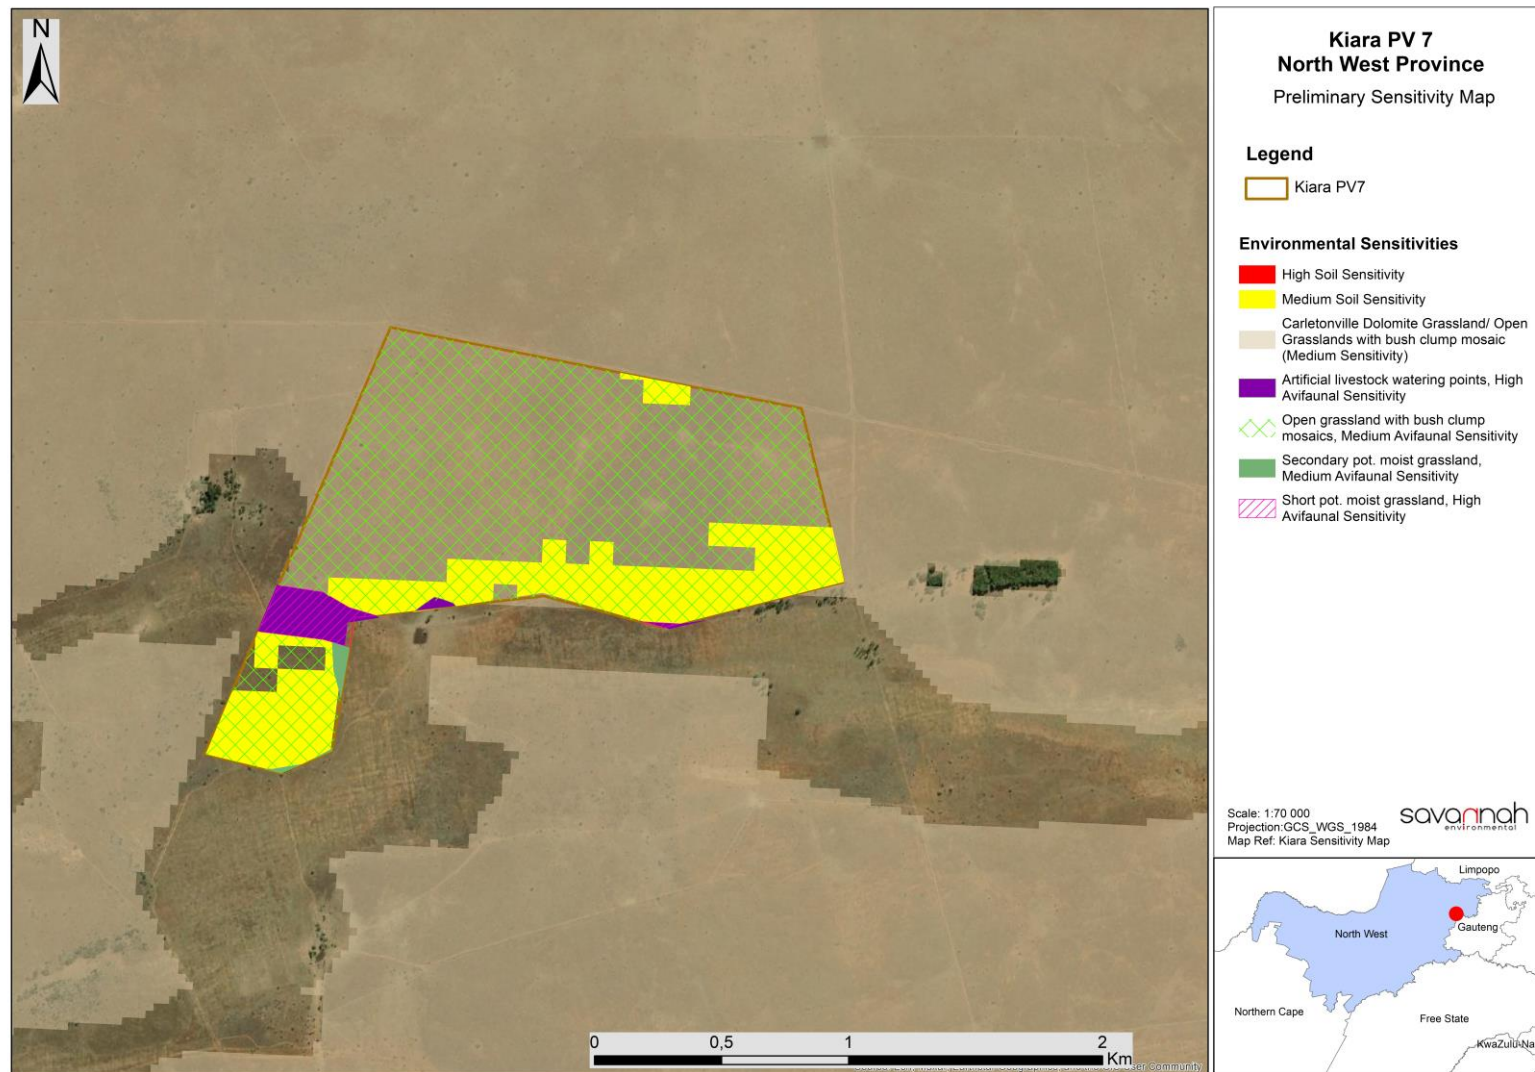 N
Kiara PV 7
North West Province
Preliminary Sensitivity Map
Legend
Kiara PV7
Environmental Sensitivities
High Soil Sensitivity
Medium Soil Sensitivity
Carletonville Dolomite Grassland/ Open
Grasslands with bush clump mosaic
(Medium Sensitivity)
Artificial livestock watering points, High
Avifaunal Sensitivity
Open grassland with bush clump
mosaics, Medium Avifaunal Sensitivity
Secondary pot. moist grassland,
Medium Avifaunal Sensitivity
Short pot. moist grassland, High
Avifaunal Sensitivity
Scale: 1:70 000
Projection:GCS_WGS_1984
Map Ref: Kiara Sensitivity Map
savannah
environmental
Limpopo
North West
Gauteng
Northern Cape
Free State
KwaZulu-Na
0 0,5 1 2
Km
User Community